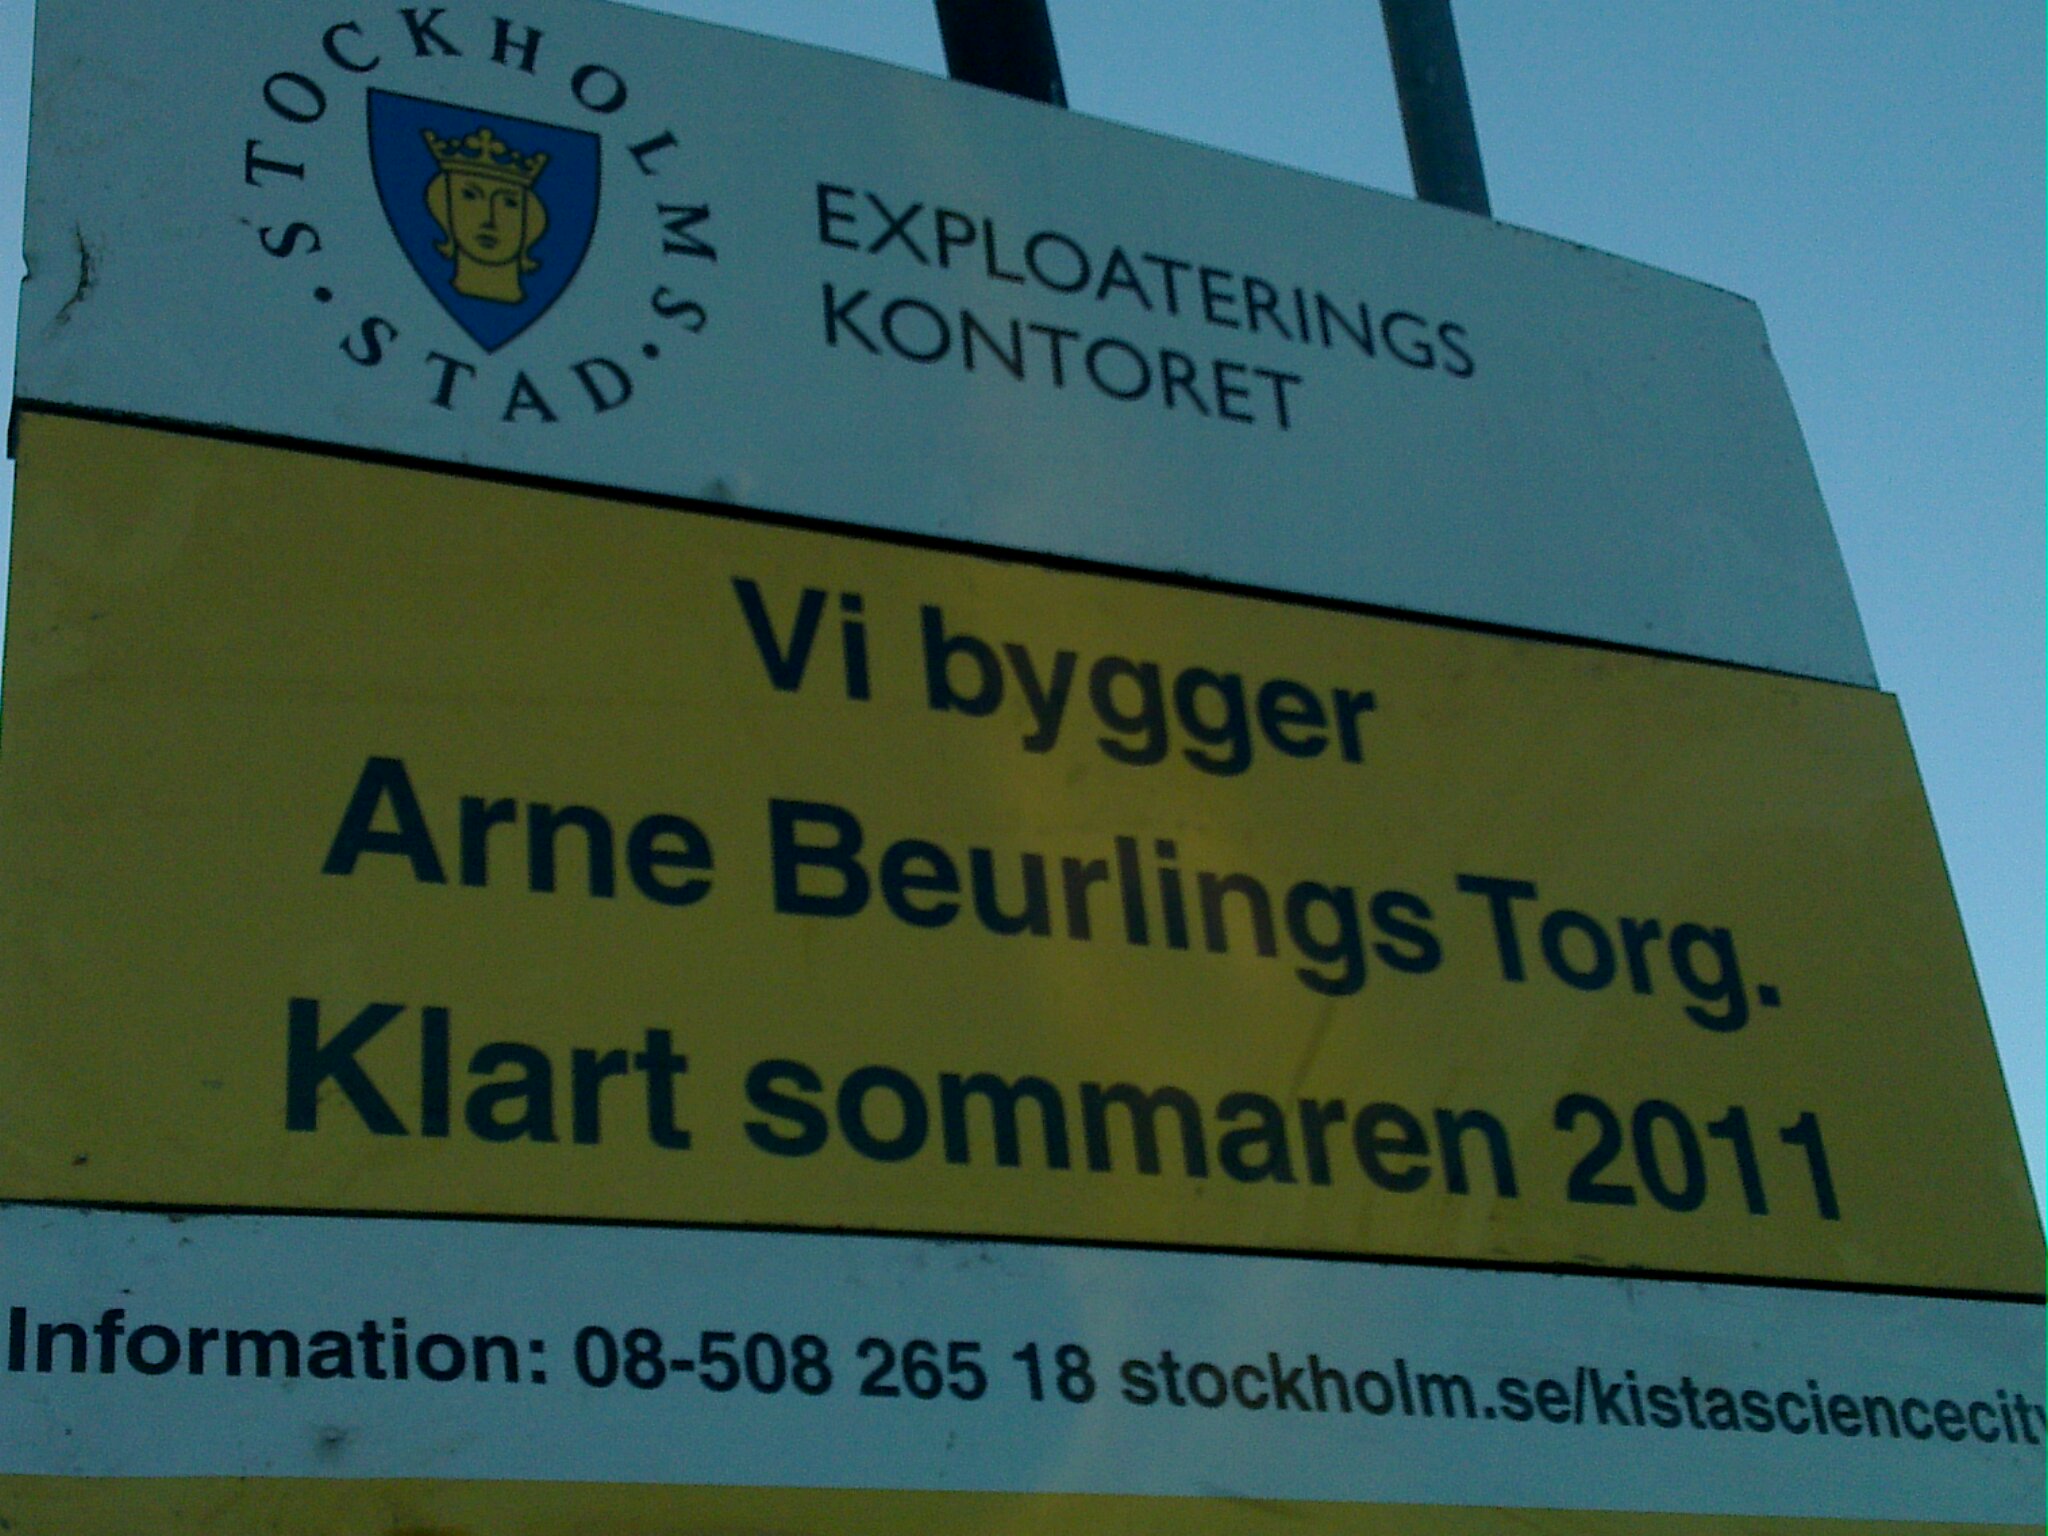 STOCKHOLMS
· STAD ·
EXPLOATERINGS
KONTORET
Vi bygger
Arne Beurlings Torg.
Klart sommaren 2011
Information: 08-508 265 18 stockholm.se/kistasciencecity